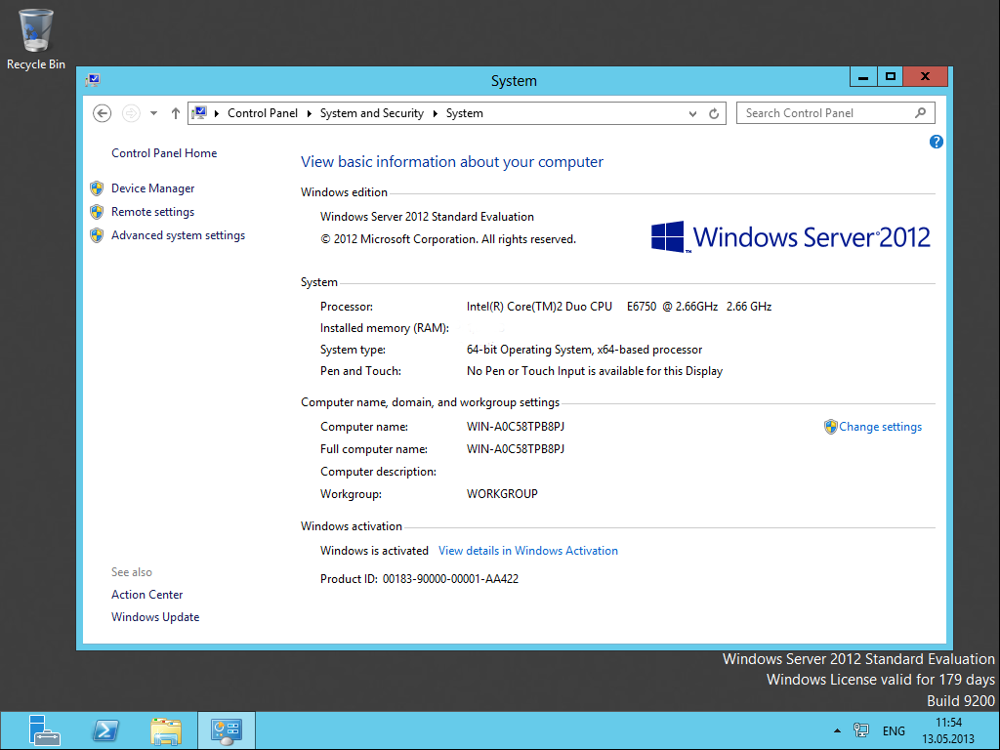 Recycle Bin
System
Control Panel System and Security System
Search Control Panel
Control Panel Home
Device Manager
Remote settings
Advanced system settings
See also
Action Center
Windows Update
View basic information about your computer
Windows edition
Windows Server 2012 Standard Evaluation
© 2012 Microsoft Corporation. All rights reserved.
Windows Server®2012
System
Processor: Intel(R) Core(TM)2 Duo CPU E6750 @ 2.66GHz 2.66 GHz
Installed memory (RAM):
System type: 64-bit Operating System, x64-based processor
Pen and Touch: No Pen or Touch Input is available for this Display
Computer name, domain, and workgroup settings
Computer name: WIN-A0C58TPB8PJ Change settings
Full computer name: WIN-A0C58TPB8PJ
Computer description:
Workgroup: WORKGROUP
Windows activation
Windows is activated View details in Windows Activation
Product ID: 00183-90000-00001-AA422
Windows Server 2012 Standard Evaluation
Windows License valid for 179 days
Build 9200
ENG
11:54
13.05.2013